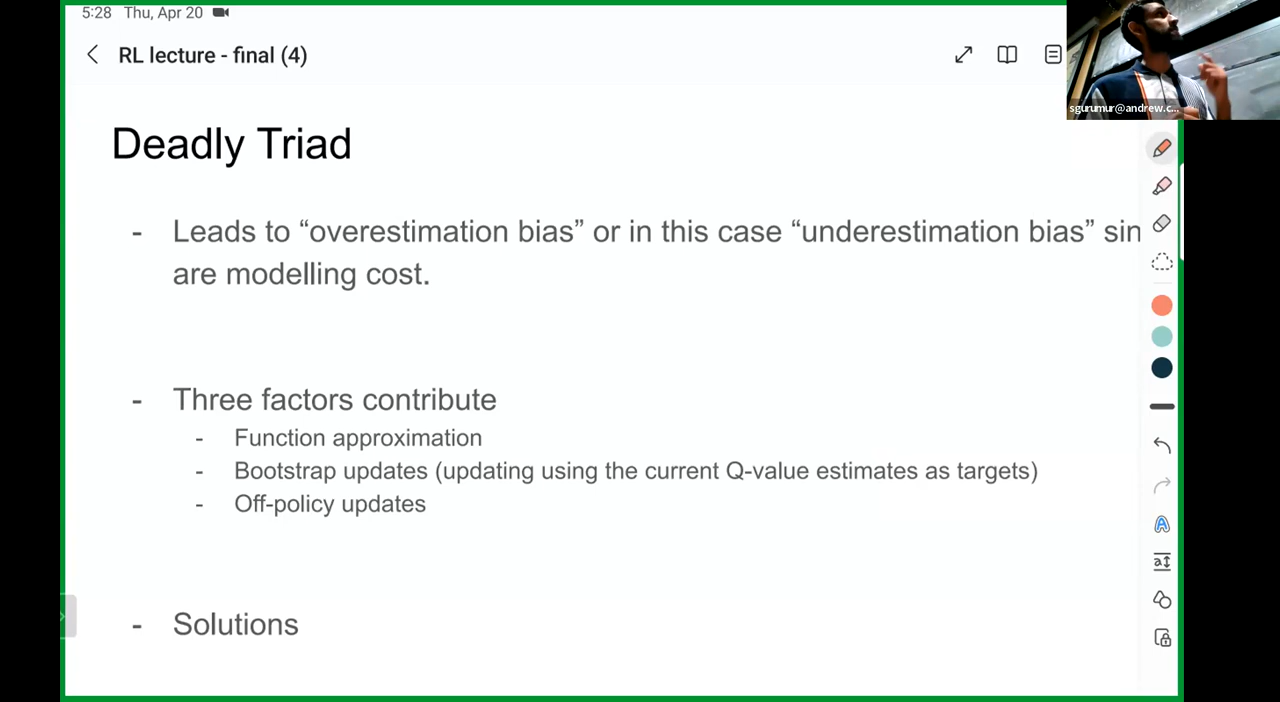 5:28 Thu, Apr 20
RL lecture - final (4)
sgurumur@andrew.c...
Deadly Triad
- Leads to “overestimation bias” or in this case “underestimation bias” sin
are modelling cost.
- Three factors contribute
- Function approximation
- Bootstrap updates (updating using the current Q-value estimates as targets)
- Off-policy updates
- Solutions